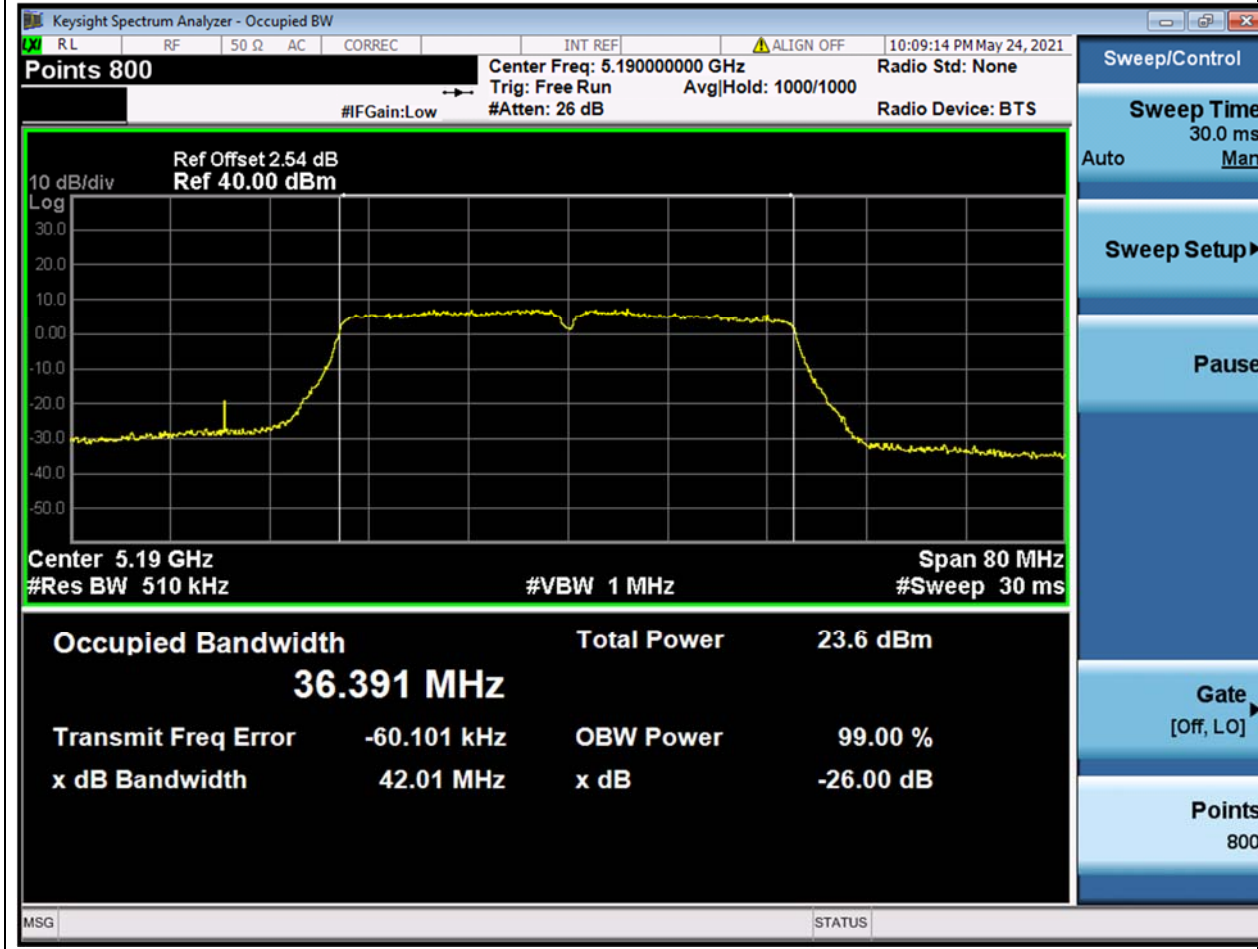 Keysight Spectrum Analyzer - Occupied BW
LXI RL RF 50 Ω AC CORREC INT REF ALIGN OFF 10:09:14 PM May 24, 2021
Points 800
Center Freq: 5.190000000 GHz Radio Std: None
Trig: Free Run Avg|Hold: 1000/1000
#IFGain:Low #Atten: 26 dB Radio Device: BTS
Ref Offset 2.54 dB
10 dB/div Ref 40.00 dBm
Log
30.0
20.0
10.0
0.00
-10.0
-20.0
-30.0
-40.0
-50.0
Center 5.19 GHz Span 80 MHz
#Res BW 510 kHz #VBW 1 MHz #Sweep 30 ms
Occupied Bandwidth Total Power 23.6 dBm
36.391 MHz
Transmit Freq Error -60.101 kHz OBW Power 99.00 %
x dB Bandwidth 42.01 MHz x dB -26.00 dB
MSG STATUS
Sweep/Control
Sweep Time
30.0 ms
Auto Man
Sweep Setup
Pause
Gate
[Off, LO]
Points
800